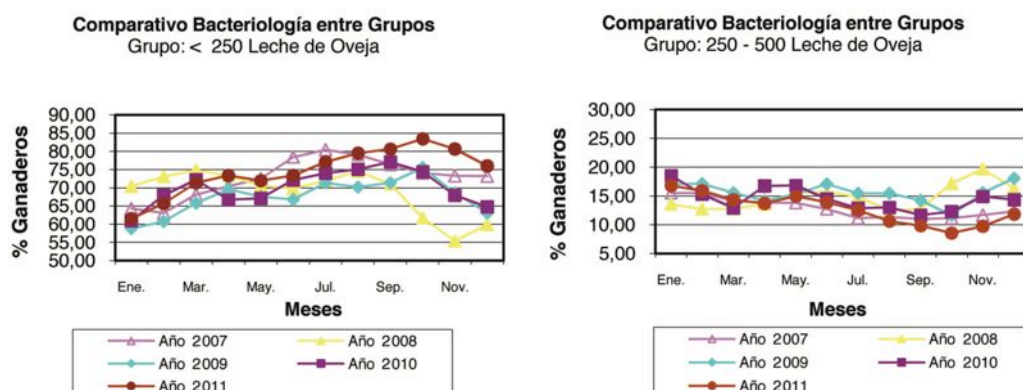 Comparativo Bacteriología entre Grupos
Grupo: < 250 Leche de Oveja
% Ganaderos
90,00
85,00
80,00
75,00
70,00
65,00
60,00
55,00
50,00
Ene. Mar. May. Jul. Sep. Nov.
Meses
Año 2007 Año 2008
Año 2009 Año 2010
Año 2011
Comparativo Bacteriología entre Grupos
Grupo: 250 - 500 Leche de Oveja
% Ganaderos
30,00
25,00
20,00
15,00
10,00
5,00
Ene. Mar. May. Jul. Sep. Nov.
Meses
Año 2007 Año 2008
Año 2009 Año 2010
Año 2011